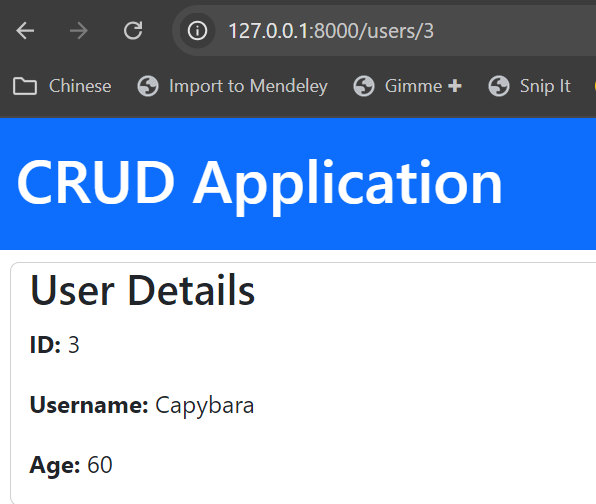 127.0.0.1:8000/users/3
Chinese Import to Mendeley Gimme ✚ Snip It
CRUD Application
User Details
ID: 3
Username: Capybara
Age: 60